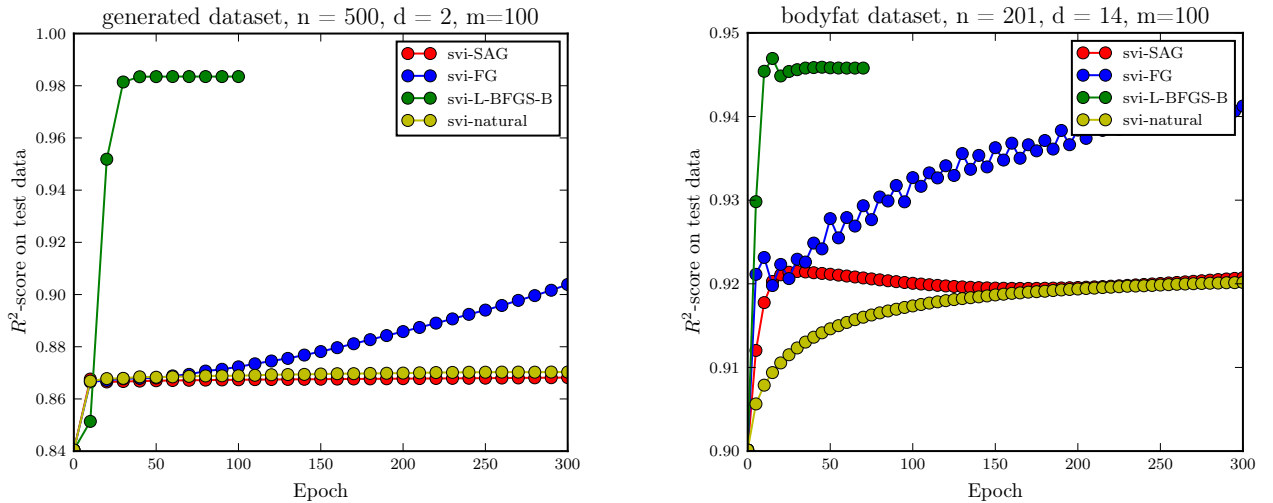 generated dataset, n = 500, d = 2, m=100
R²-score on test data
1.00
0.98
0.96
0.94
0.92
0.90
0.88
0.86
0.84
svi-SAG
svi-FG
svi-L-BFGS-B
svi-natural
0
50
100
150
200
250
300
Epoch
bodyfat dataset, n = 201, d = 14, m=100
R²-score on test data
0.95
0.94
0.93
0.92
0.91
0.90
svi-SAG
svi-FG
svi-L-BFGS-B
svi-natural
0
50
100
150
200
250
300
Epoch